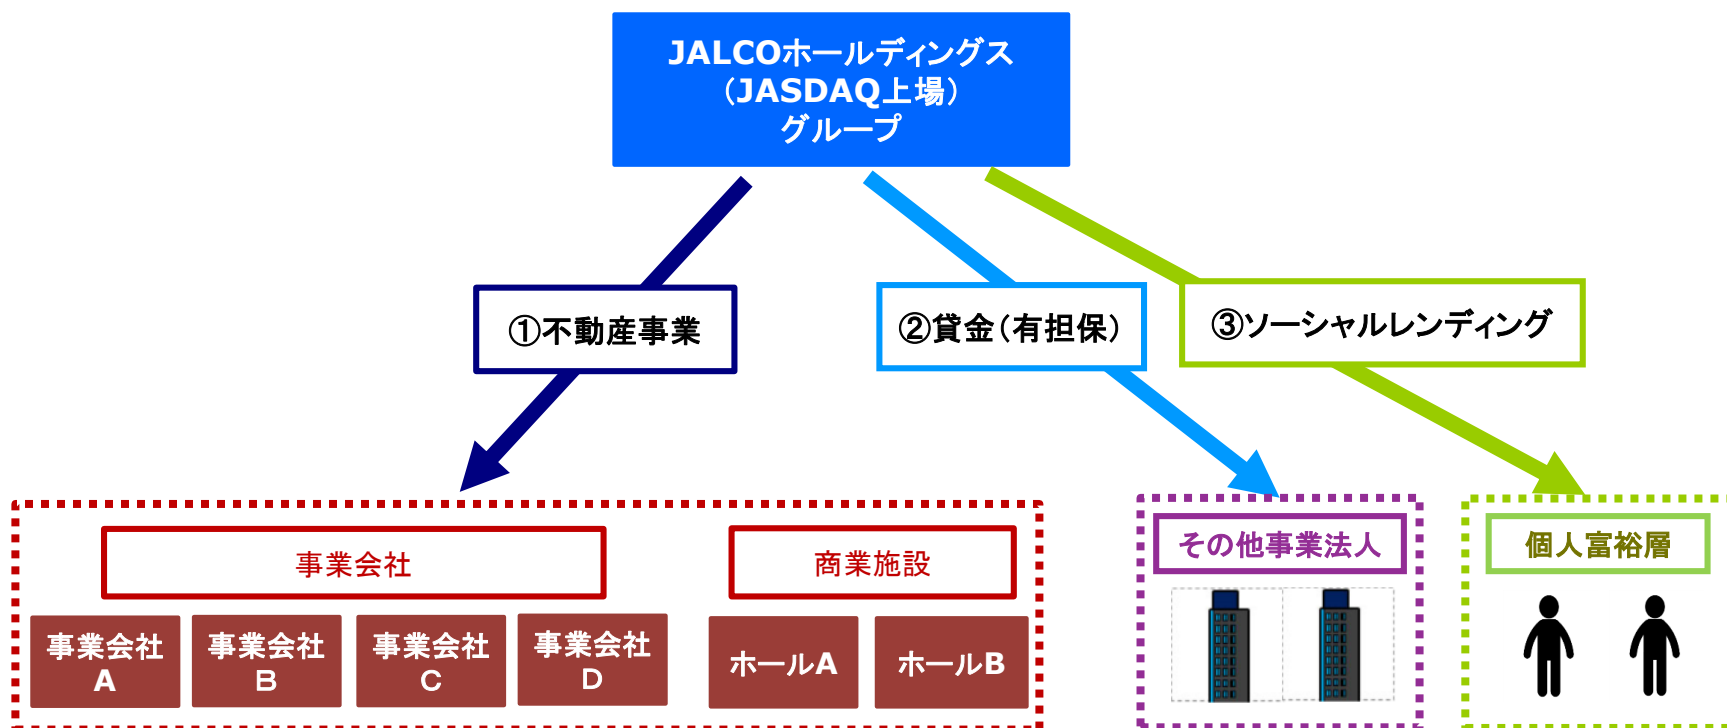 JALCOホールディングス
（JASDAQ上場）
グループ
①不動産事業
②貸金（有担保）
③ソーシャルレンディング
事業会社
商業施設
その他事業法人
個人富裕層
事業会社
A
事業会社
B
事業会社
C
事業会社
D
ホールA
ホールB